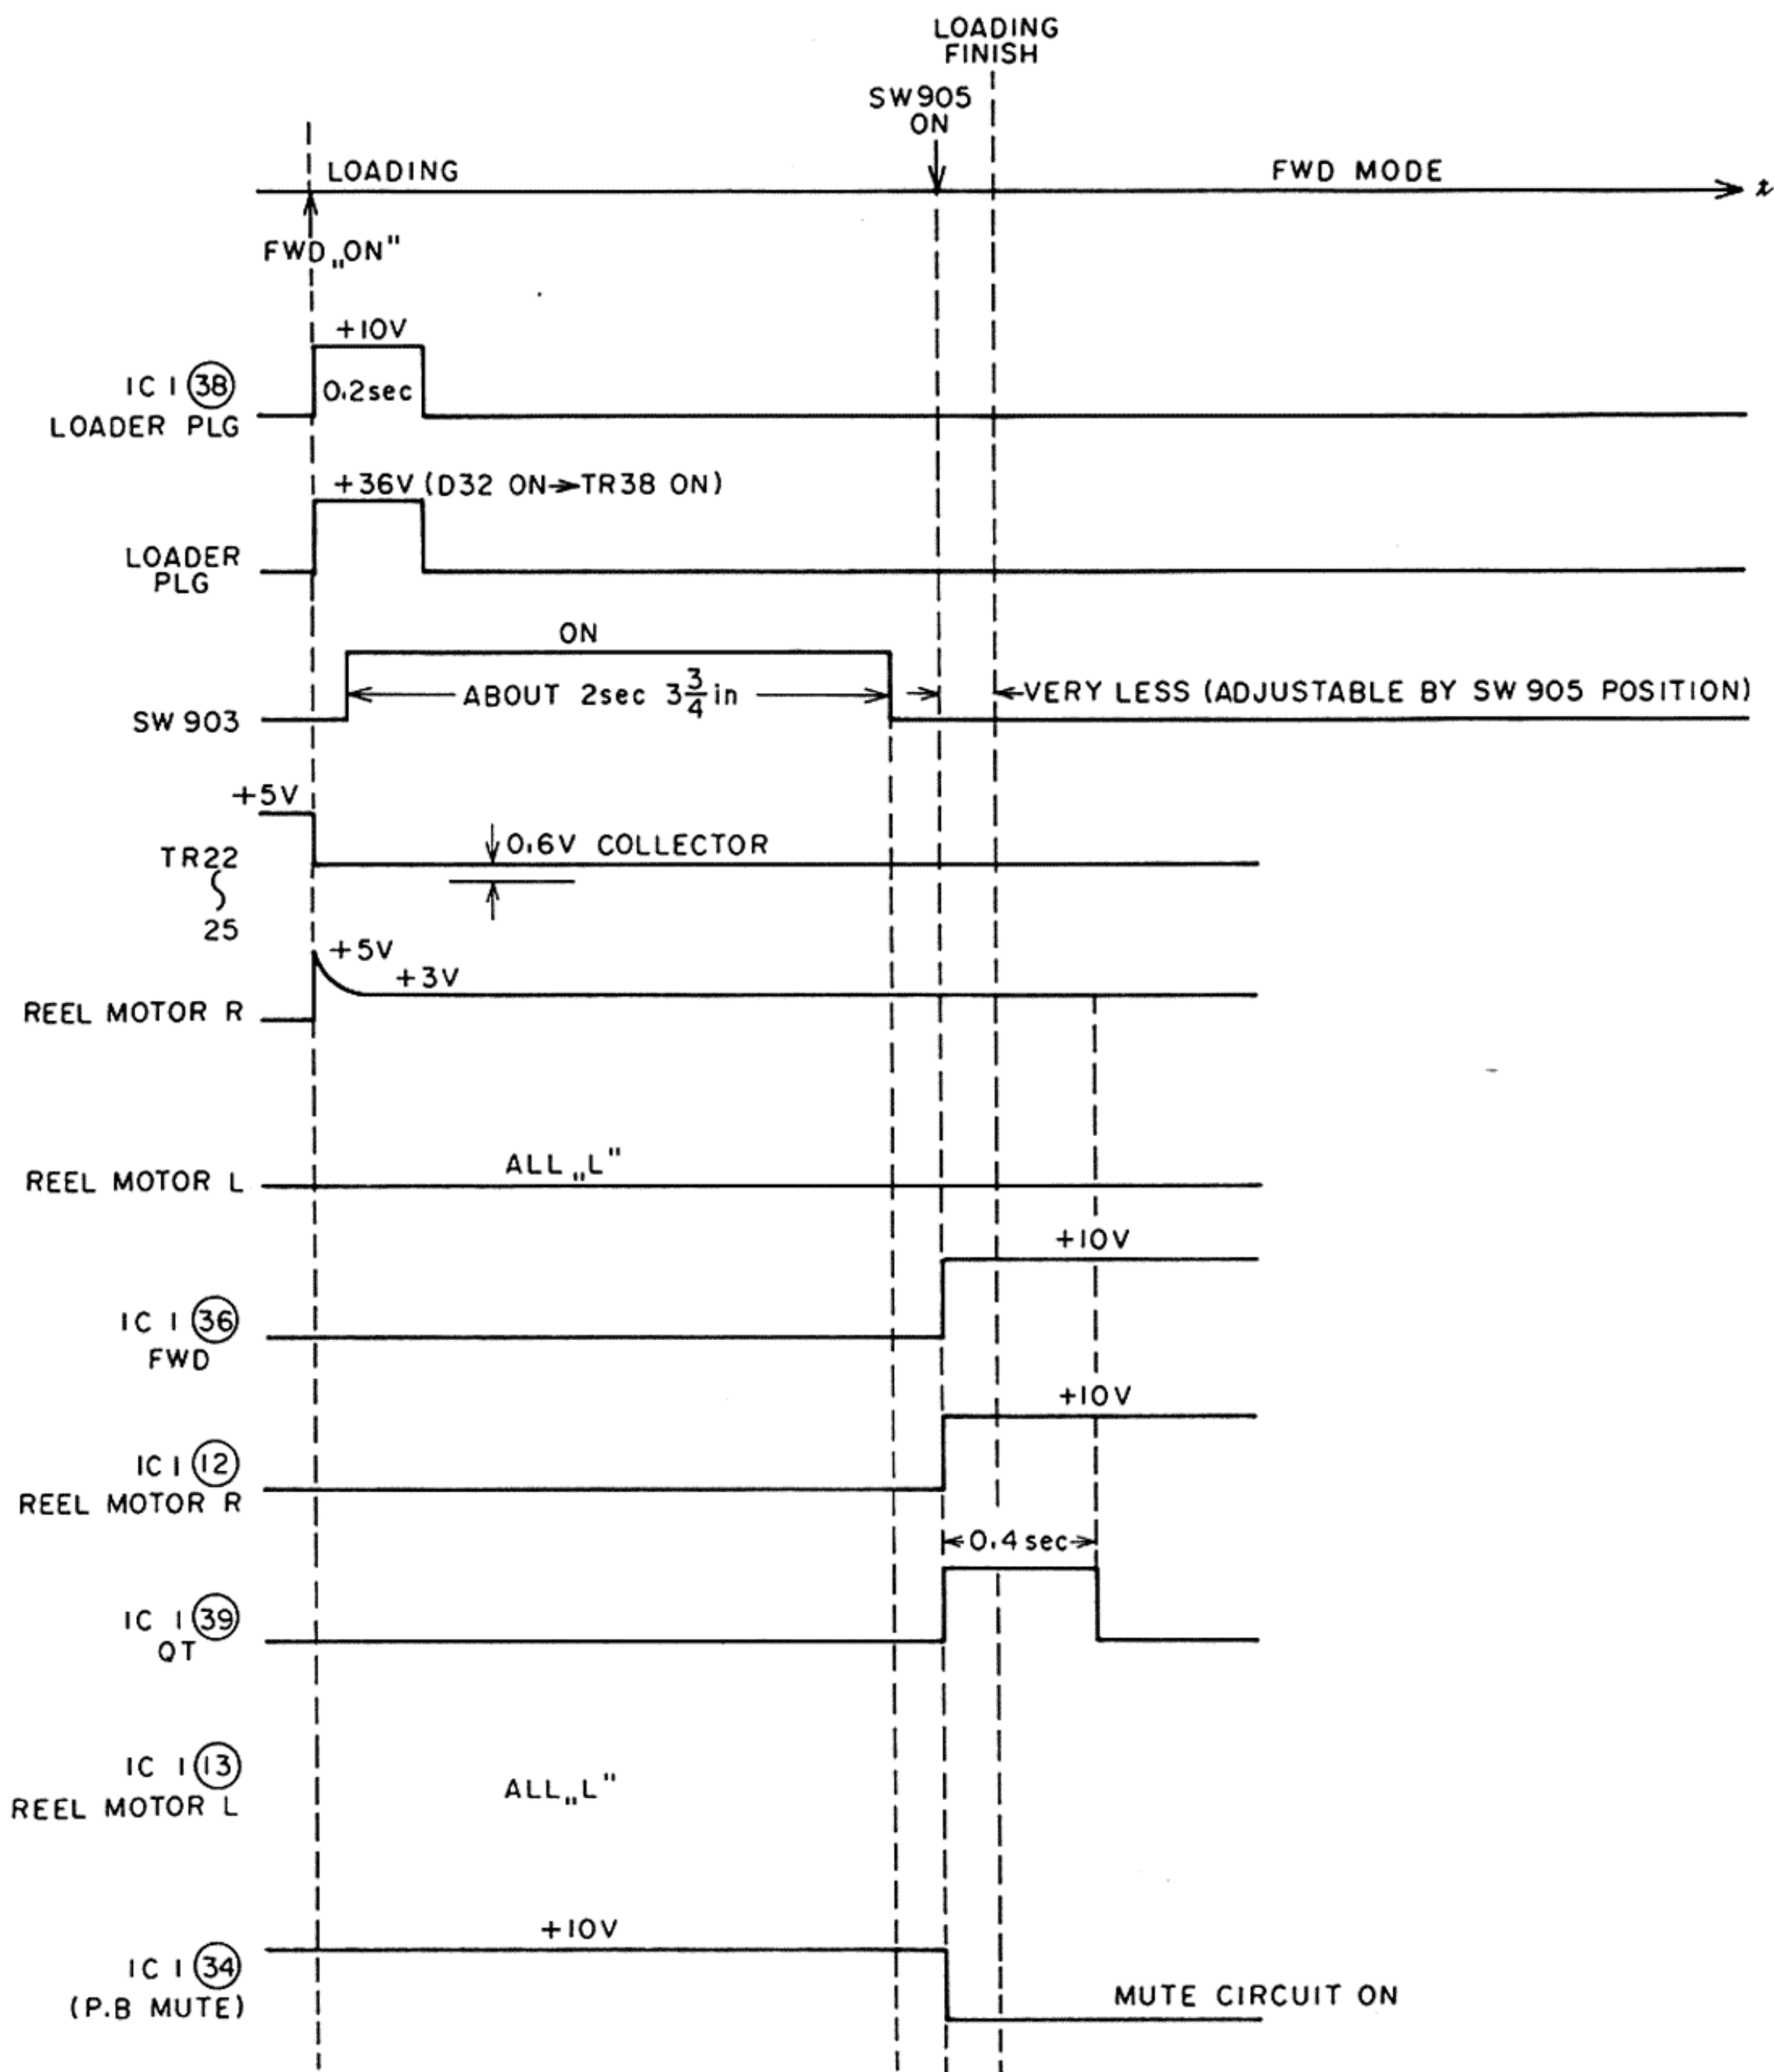 LOADING
FINISH
SW905
ON
LOADING
FWD MODE
t
FWD „ON"
+10V
IC 1 38
0.2sec
LOADER PLG
+36V (D32 ON→TR38 ON)
LOADER
PLG
ON
ABOUT 2sec 3 3/4 in
VERY LESS (ADJUSTABLE BY SW 905 POSITION)
SW 903
+5V
0.6V COLLECTOR
TR22
25
+5V
+3V
REEL MOTOR R
ALL „L"
REEL MOTOR L
+10V
IC 1 36
FWD
+10V
IC 1 12
REEL MOTOR R
0.4 sec
IC 1 39
QT
IC 1 13
ALL „L"
REEL MOTOR L
+10V
IC 1 34
(P.B MUTE)
MUTE CIRCUIT ON